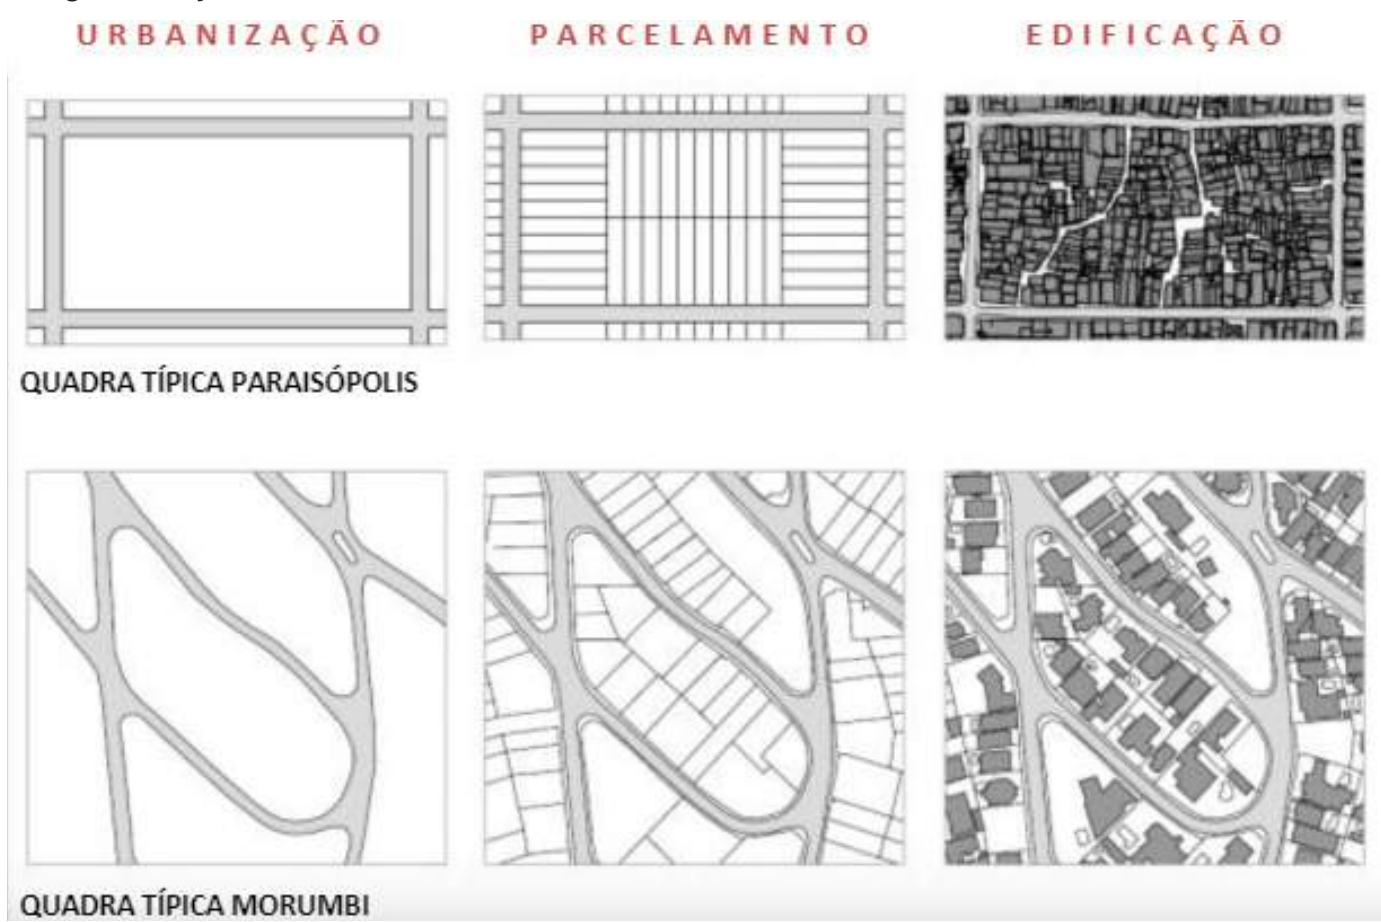 URBANIZAÇÃO PARCELAMENTO EDIFICAÇÃO
QUADRA TÍPICA PARAISÓPOLIS
QUADRA TÍPICA MORUMBI